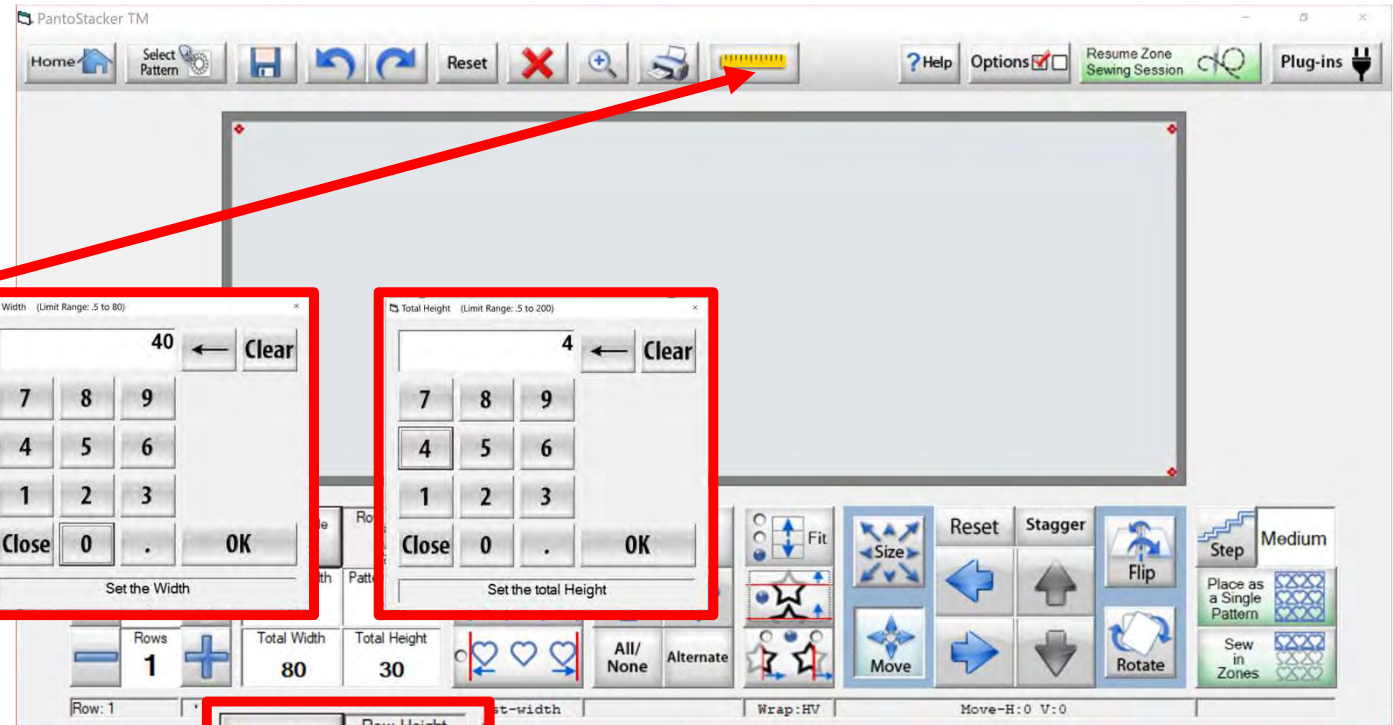 PantoStacker TM
Home
Select
Pattern
Reset
?Help
Options
Resume Zone
Sewing Session
Plug-ins
Width (Limit Range: .5 to 80)
40
← Clear
7 8 9
4 5 6
1 2 3
Close 0 . OK
Set the Width
Total Height (Limit Range: .5 to 200)
4
← Clear
7 8 9
4 5 6
1 2 3
Close 0 . OK
Set the total Height
Fit
Size
Move
Reset
Stagger
Flip
Rotate
Step
Medium
Place as
a Single
Pattern
Sew
in
Zones
Rows
1
Total Width
80
Total Height
30
All/
None
Alternate
Row: 1
st-width
Wrap:HV
Move-H:0 V:0
Row Height